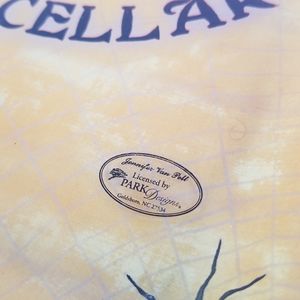 CELLAR
Jennifer Van Pelt
Licensed by
PARK Designs®
Goldsboro, NC 27534